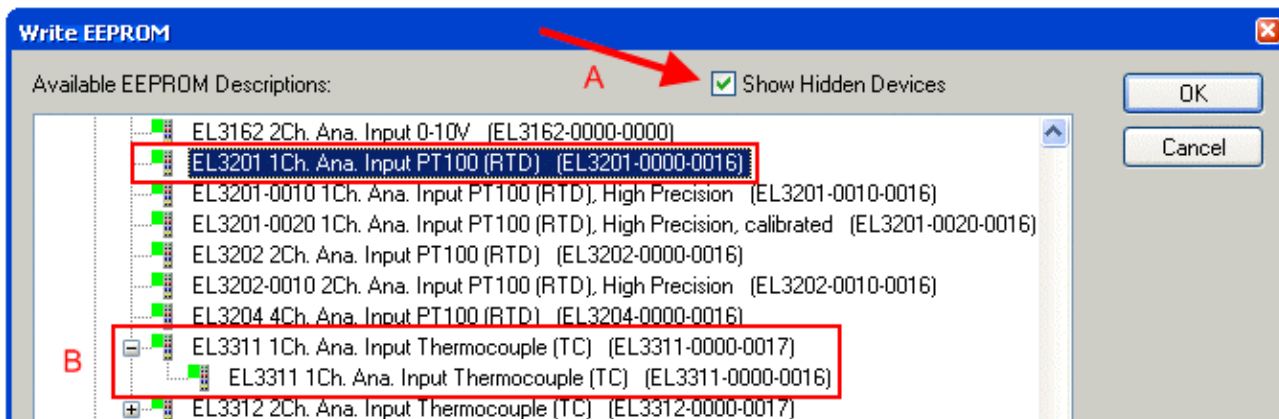 Write EEPROM
Available EEPROM Descriptions:
A
Show Hidden Devices
OK
Cancel
EL3162 2Ch. Ana. Input 0-10V (EL3162-0000-0000)
EL3201 1Ch. Ana. Input PT100 (RTD) (EL3201-0000-0016)
EL3201-0010 1Ch. Ana. Input PT100 (RTD), High Precision (EL3201-0010-0016)
EL3201-0020 1Ch. Ana. Input PT100 (RTD), High Precision, calibrated (EL3201-0020-0016)
EL3202 2Ch. Ana. Input PT100 (RTD) (EL3202-0000-0016)
EL3202-0010 2Ch. Ana. Input PT100 (RTD), High Precision (EL3202-0010-0016)
EL3204 4Ch. Ana. Input PT100 (RTD) (EL3204-0000-0016)
B
EL3311 1Ch. Ana. Input Thermocouple (TC) (EL3311-0000-0017)
EL3311 1Ch. Ana. Input Thermocouple (TC) (EL3311-0000-0016)
EL3312 2Ch. Ana. Input Thermocouple (TC) (EL3312-0000-0017)